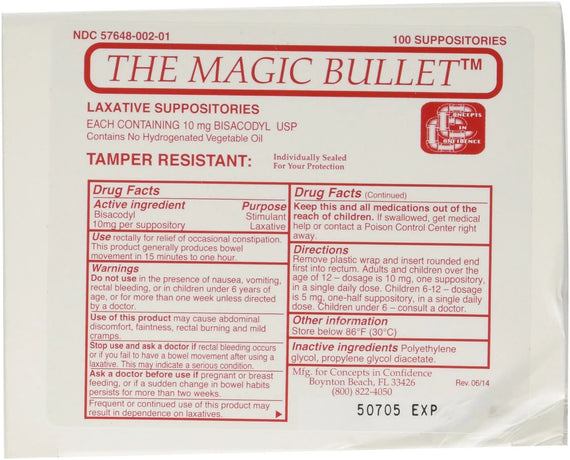 NDC 57648-002-01
100 SUPPOSITORIES
THE MAGIC BULLET™
LAXATIVE SUPPOSITORIES
EACH CONTAINING 10 mg BISACODYL USP
Contains No Hydrogenated Vegetable Oil
CONCEPTS
IN
CONFIDENCE
TAMPER RESISTANT:
Individually Sealed
For Your Protection
Drug Facts
Active ingredient Purpose
Bisacodyl Stimulant
10mg per suppository Laxative
Use rectally for relief of occasional constipation.
This product generally produces bowel
movement in 15 minutes to one hour.
Warnings
Do not use in the presence of nausea, vomiting,
rectal bleeding, or in children under 6 years of
age, or for more than one week unless directed
by a doctor.
Use of this product may cause abdominal
discomfort, faintness, rectal burning and mild
cramps.
Stop use and ask a doctor if rectal bleeding occurs
or if you fail to have a bowel movement after using a
laxative. This may indicate a serious condition.
Ask a doctor before use if pregnant or breast
feeding, or if a sudden change in bowel habits
persists for more than two weeks.
Frequent or continued use of this product may
result in dependence on laxatives.
Drug Facts (Continued)
Keep this and all medications out of the
reach of children. If swallowed, get medical
help or contact a Poison Control Center right
away.
Directions
Remove plastic wrap and insert rounded end
first into rectum. Adults and children over the
age of 12 – dosage is 10 mg, one suppository,
in a single daily dose. Children 6-12 – dosage
is 5 mg, one-half suppository, in a single daily
dose. Children under 6 – consult a doctor.
Other information
Store below 86°F (30°C)
Inactive ingredients Polyethylene
glycol, propylene glycol diacetate.
Mfg. for Concepts in Confidence
Boynton Beach, FL 33426
(800) 822-4050
Rev. 06/14
50705 EXP